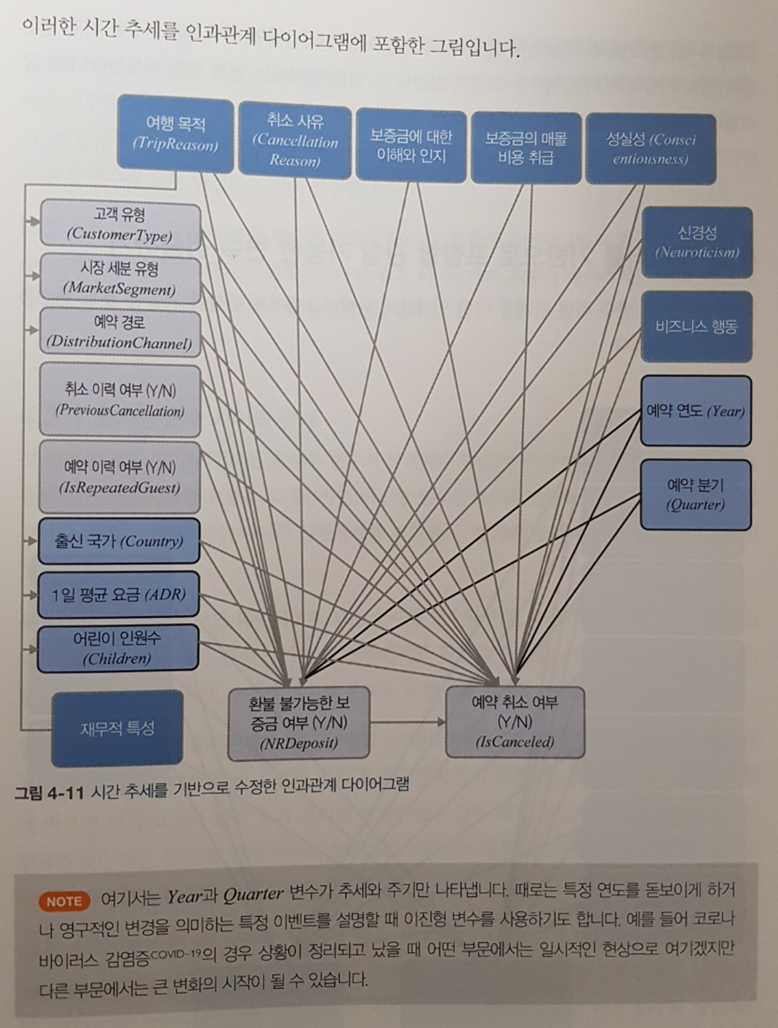 이러한 시간 추세를 인과관계 다이어그램에 포함한 그림입니다.
여행 목적
(TripReason)
취소 사유
(Cancellation
Reason)
보증금에 대한
이해와 인지
보증금의 매몰
비용 취급
성실성 (Consci
entiousness)
고객 유형
(CustomerType)
시장 세분 유형
(MarketSegment)
예약 경로
(DistributionChannel)
취소 이력 여부 (Y/N)
(PreviousCancellation)
예약 이력 여부 (Y/N)
(IsRepeatedGuest)
출신 국가 (Country)
1일 평균 요금 (ADR)
어린이 인원수
(Children)
재무적 특성
신경성
(Neuroticism)
비즈니스 행동
예약 연도 (Year)
예약 분기
(Quarter)
환불 불가능한 보
증금 여부 (Y/N)
(NRDeposit)
예약 취소 여부
(Y/N)
(IsCanceled)
그림 4-11 시간 추세를 기반으로 수정한 인과관계 다이어그램
NOTE 여기서는 Year과 Quarter 변수가 추세와 주기만 나타냅니다. 때로는 특정 연도를 돋보이게 하거
나 영구적인 변경을 의미하는 특정 이벤트를 설명할 때 이진형 변수를 사용하기도 합니다. 예를 들어 코로나
바이러스 감염증COVID-19의 경우 상황이 정리되고 났을 때 어떤 부문에서는 일시적인 현상으로 여기겠지만
다른 부문에서는 큰 변화의 시작이 될 수 있습니다.